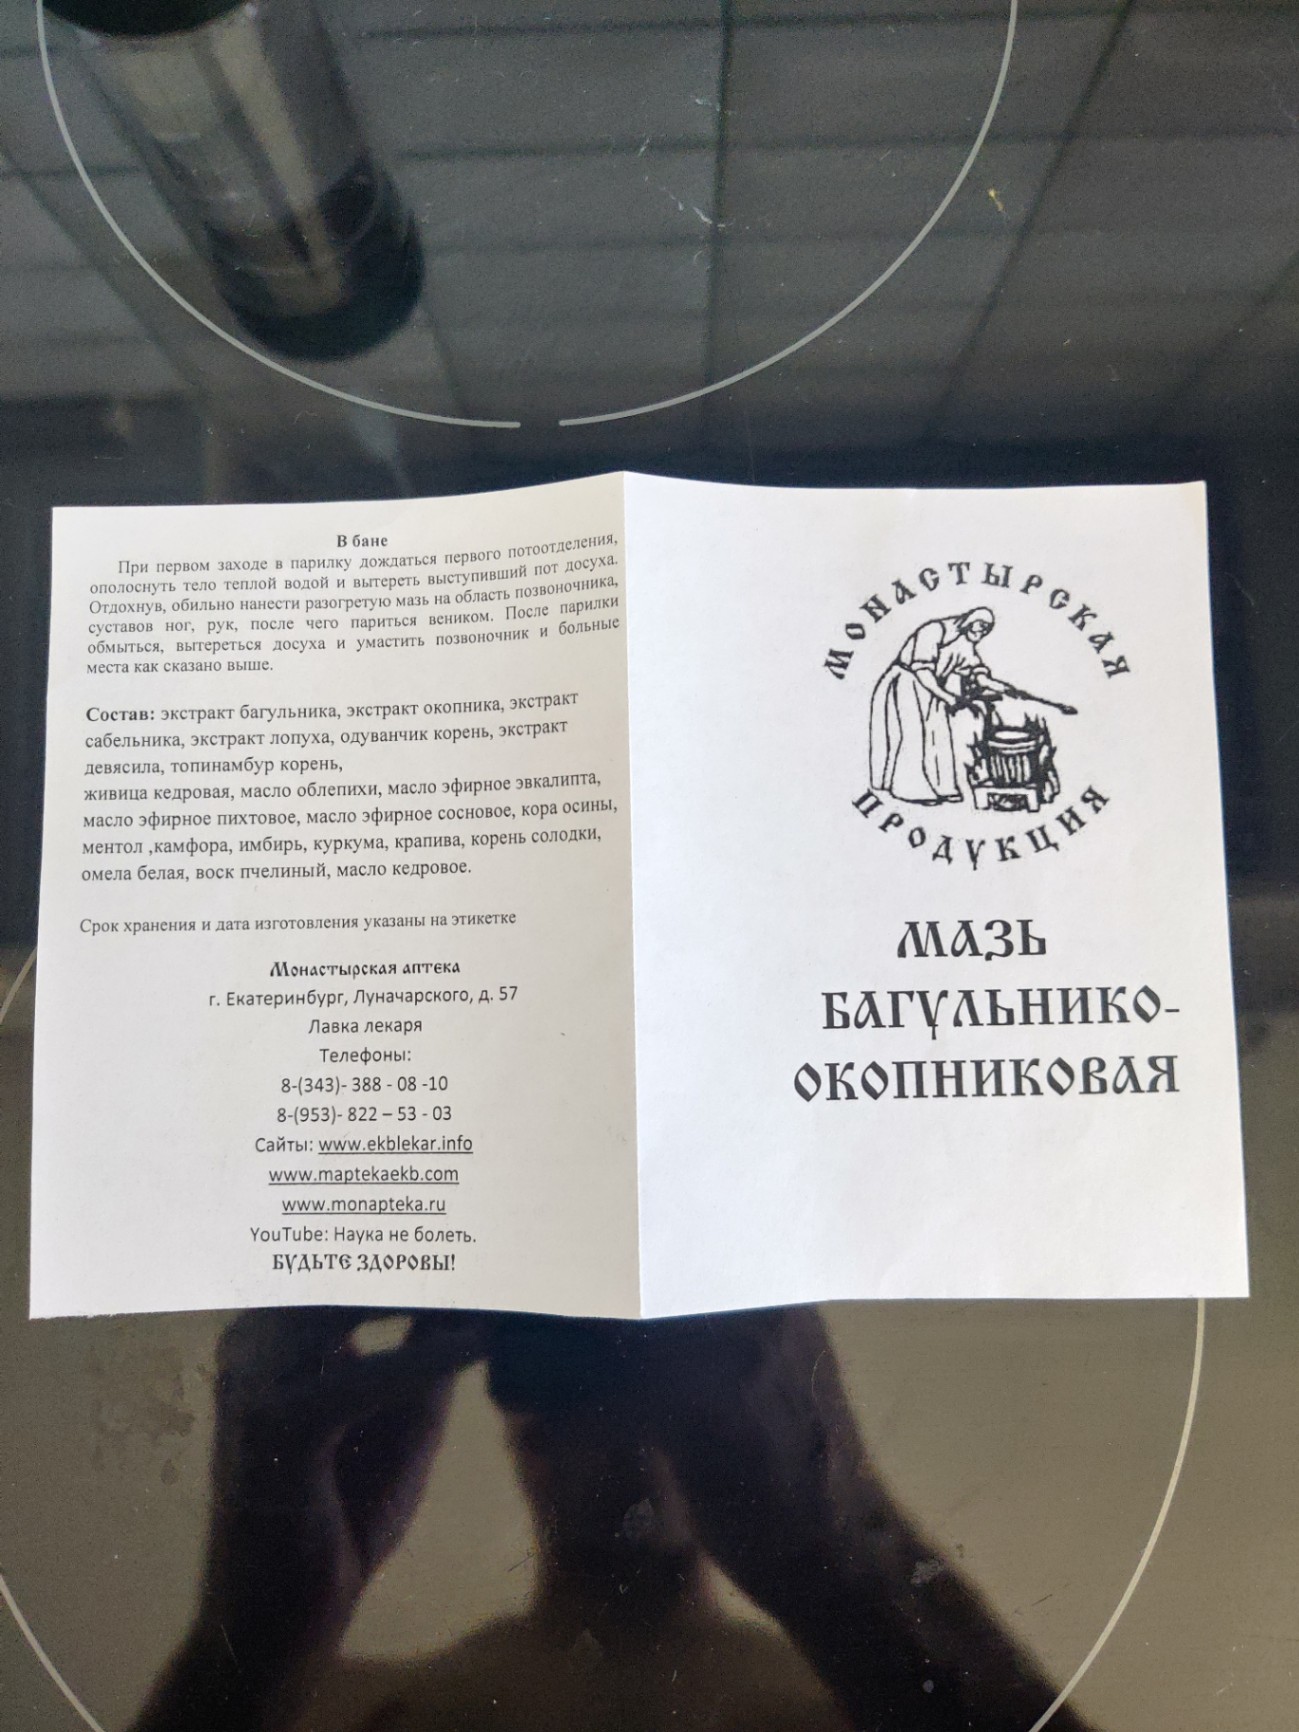 В бане
При первом заходе в парилку дождаться первого потоотделения,
ополоснуть тело теплой водой и вытереть выступивший пот досуха.
Отдохнув, обильно нанести разогретую мазь на область позвоночника,
суставов ног, рук, после чего париться веником. После парилки
обмыться, вытереться досуха и умастить позвоночник и больные
места как сказано выше.
Состав: экстракт багульника, экстракт окопника, экстракт
сабельника, экстракт лопуха, одуванчик корень, экстракт
девясила, топинамбур корень,
живица кедровая, масло облепихи, масло эфирное эвкалипта,
масло эфирное пихтовое, масло эфирное сосновое, кора осины,
ментол ,камфора, имбирь, куркума, крапива, корень солодки,
омела белая, воск пчелиный, масло кедровое.
Срок хранения и дата изготовления указаны на этикетке
Монастырская аптека
г. Екатеринбург, Луначарского, д. 57
Лавка лекаря
Телефоны:
8-(343)- 388 - 08 -10
8-(953)- 822 – 53 - 03
Сайты: www.ekblekar.info
www.maptekaekb.com
www.monapteka.ru
YouTube: Наука не болеть.
БУДЬТЕ ЗДОРОВЫ!
МОНАСТЫРСКАЯ
ПРОДУКЦИЯ
МАЗЬ
БАГУЛЬНИКО-
ОКОПНИКОВАЯ